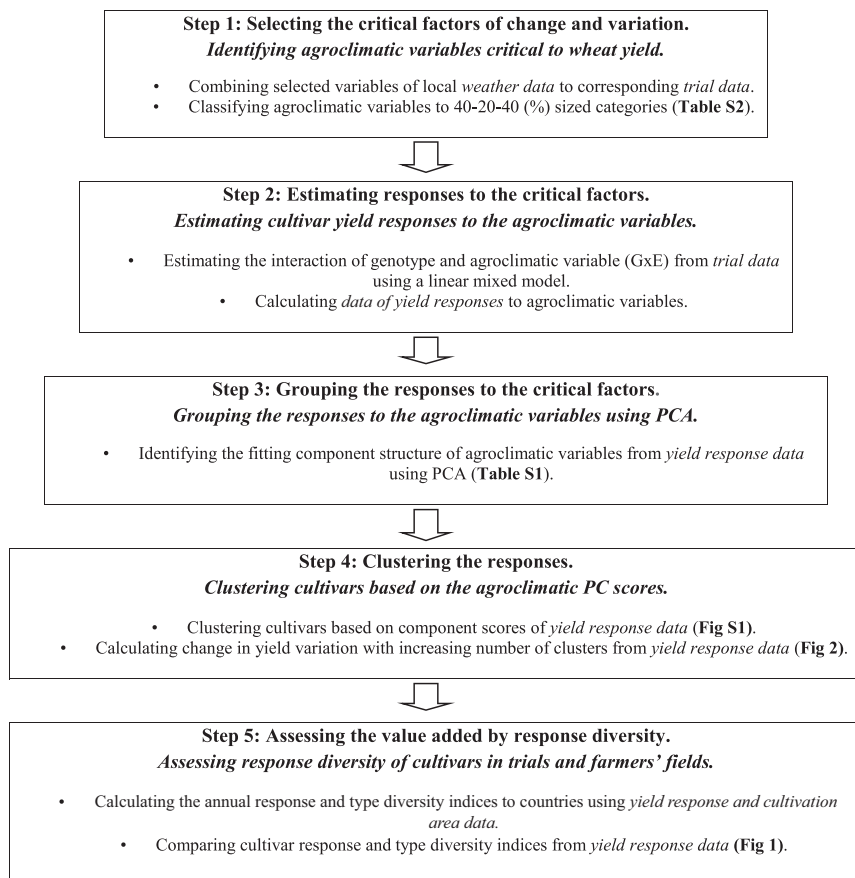 Step 1: Selecting the critical factors of change and variation.
Identifying agroclimatic variables critical to wheat yield.
• Combining selected variables of local weather data to corresponding trial data.
• Classifying agroclimatic variables to 40-20-40 (%) sized categories (Table S2).
Step 2: Estimating responses to the critical factors.
Estimating cultivar yield responses to the agroclimatic variables.
• Estimating the interaction of genotype and agroclimatic variable (GxE) from trial data
using a linear mixed model.
• Calculating data of yield responses to agroclimatic variables.
Step 3: Grouping the responses to the critical factors.
Grouping the responses to the agroclimatic variables using PCA.
• Identifying the fitting component structure of agroclimatic variables from yield response data
using PCA (Table S1).
Step 4: Clustering the responses.
Clustering cultivars based on the agroclimatic PC scores.
• Clustering cultivars based on component scores of yield response data (Fig S1).
• Calculating change in yield variation with increasing number of clusters from yield response data (Fig 2).
Step 5: Assessing the value added by response diversity.
Assessing response diversity of cultivars in trials and farmers' fields.
• Calculating the annual response and type diversity indices to countries using yield response and cultivation
area data.
• Comparing cultivar response and type diversity indices from yield response data (Fig 1).